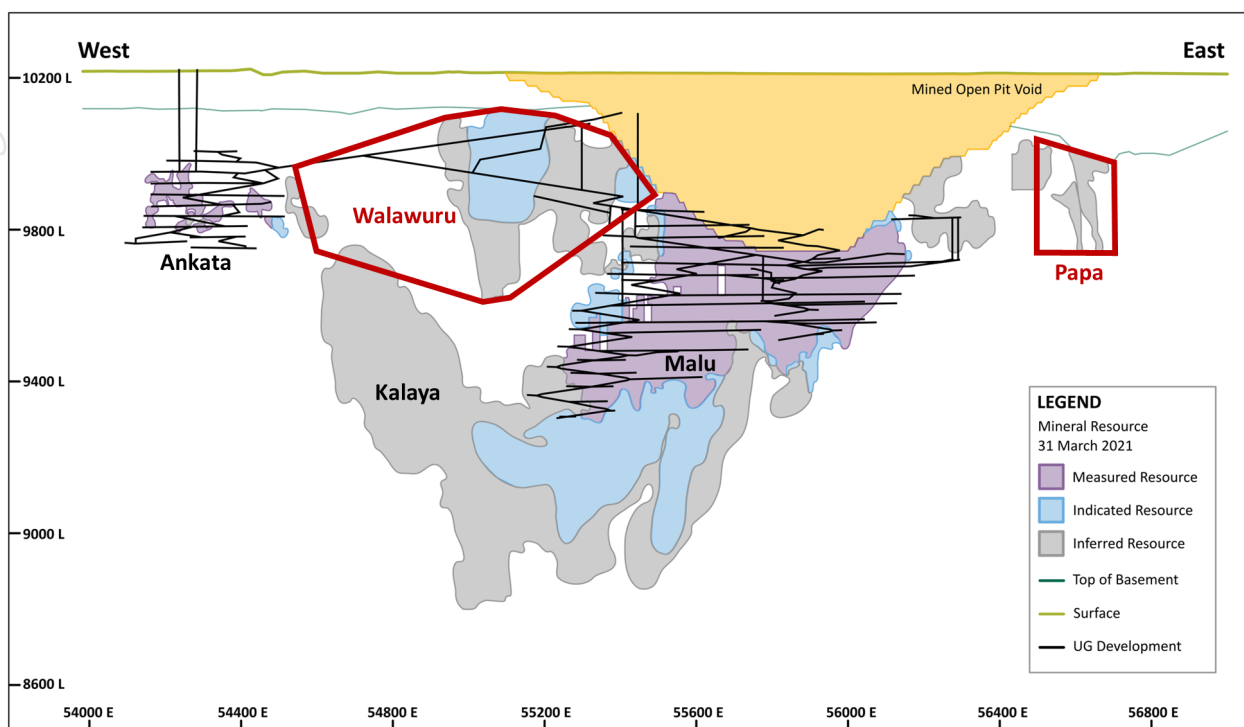 West
East
10200 L
Mined Open Pit Void
Walawuru
9800 L
Ankata
Papa
Malu
9400 L
Kalaya
LEGEND
Mineral Resource
31 March 2021
Measured Resource
Indicated Resource
9000 L
Inferred Resource
Top of Basement
Surface
UG Development
8600 L
54000 E
54400 E
54800 E
55200 E
55600 E
56000 E
56400 E
56800 E